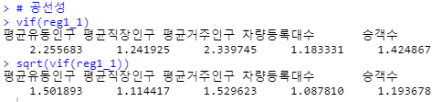 > # 공선성
> vif(reg1_1)
평균유동인구 평균직장인구 평균거주인구 차량등록대수 승객수
2.255683 1.241925 2.339745 1.183331 1.424867
> sqrt(vif(reg1_1))
평균유동인구 평균직장인구 평균거주인구 차량등록대수 승객수
1.501893 1.114417 1.529623 1.087810 1.193678